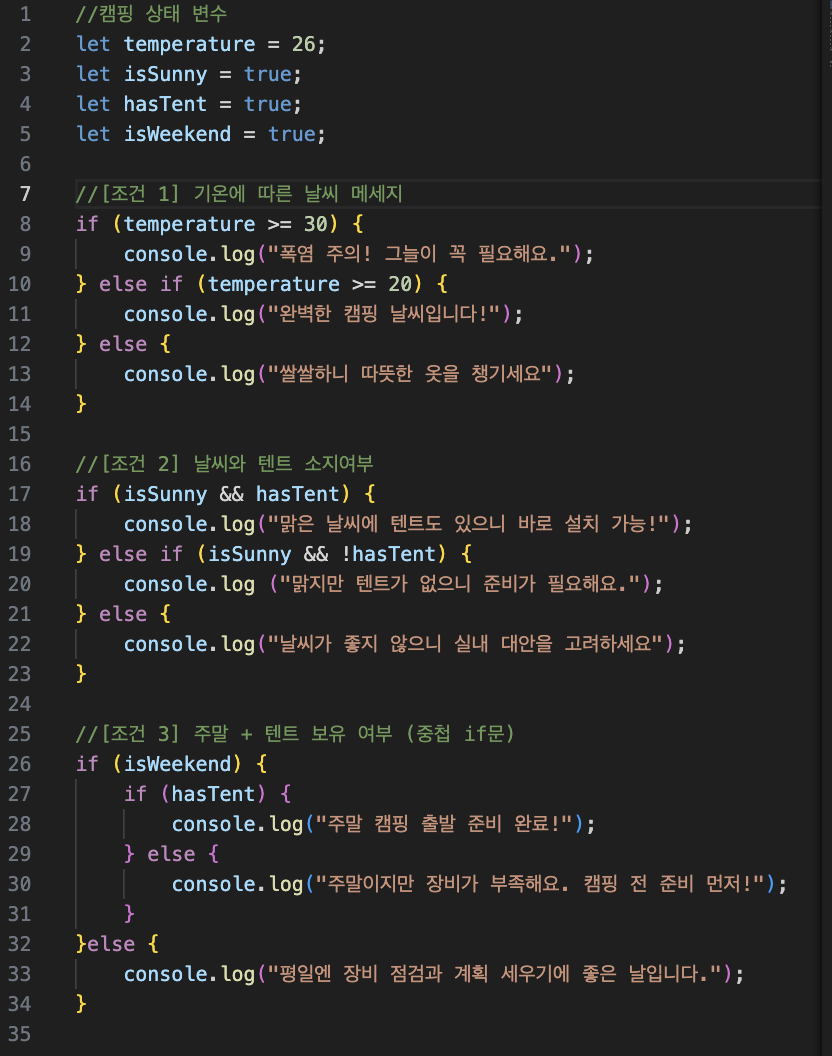 1 //캠핑 상태 변수
2 let temperature = 26;
3 let isSunny = true;
4 let hasTent = true;
5 let isWeekend = true;
6
7 //[조건 1] 기온에 따른 날씨 메세지
8 if (temperature >= 30) {
9     console.log("폭염 주의! 그늘이 꼭 필요해요.");
10 } else if (temperature >= 20) {
11     console.log("완벽한 캠핑 날씨입니다!");
12 } else {
13     console.log("쌀쌀하니 따뜻한 옷을 챙기세요");
14 }
15
16 //[조건 2] 날씨와 텐트 소지여부
17 if (isSunny && hasTent) {
18     console.log("맑은 날씨에 텐트도 있으니 바로 설치 가능!");
19 } else if (isSunny && !hasTent) {
20     console.log ("맑지만 텐트가 없으니 준비가 필요해요.");
21 } else {
22     console.log("날씨가 좋지 않으니 실내 대안을 고려하세요");
23 }
24
25 //[조건 3] 주말 + 텐트 보유 여부 (중첩 if문)
26 if (isWeekend) {
27     if (hasTent) {
28         console.log("주말 캠핑 출발 준비 완료!");
29     } else {
30         console.log("주말이지만 장비가 부족해요. 캠핑 전 준비 먼저!");
31     }
32 }else {
33     console.log("평일엔 장비 점검과 계획 세우기에 좋은 날입니다.");
34 }
35